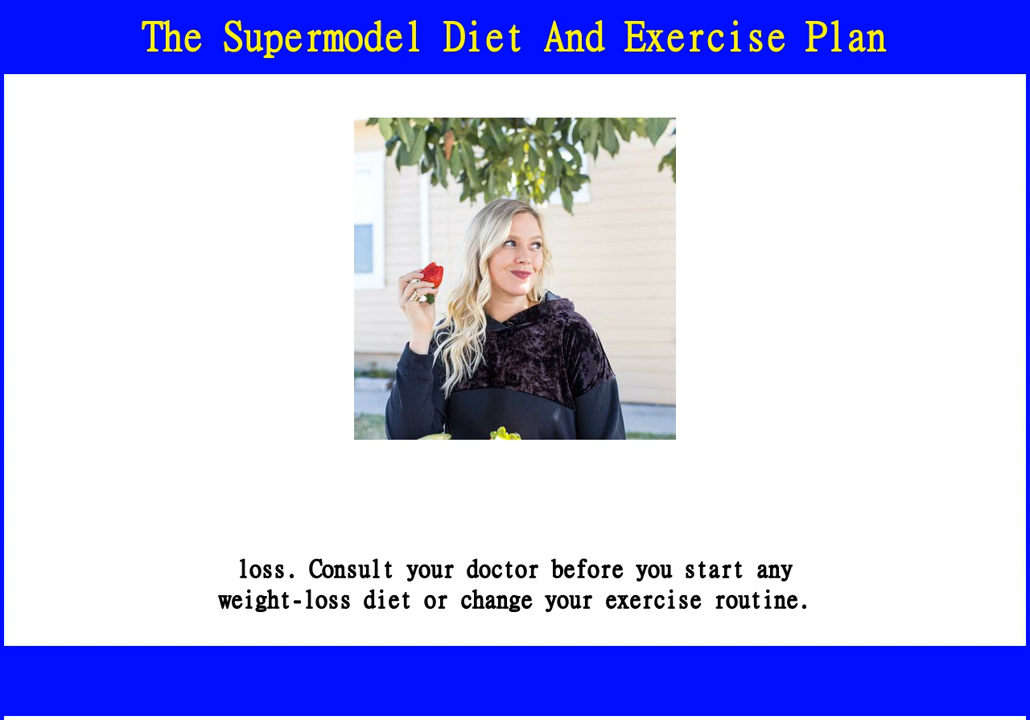 The Supermodel Diet And Exercise Plan
loss. Consult your doctor before you start any
weight-loss diet or change your exercise routine.